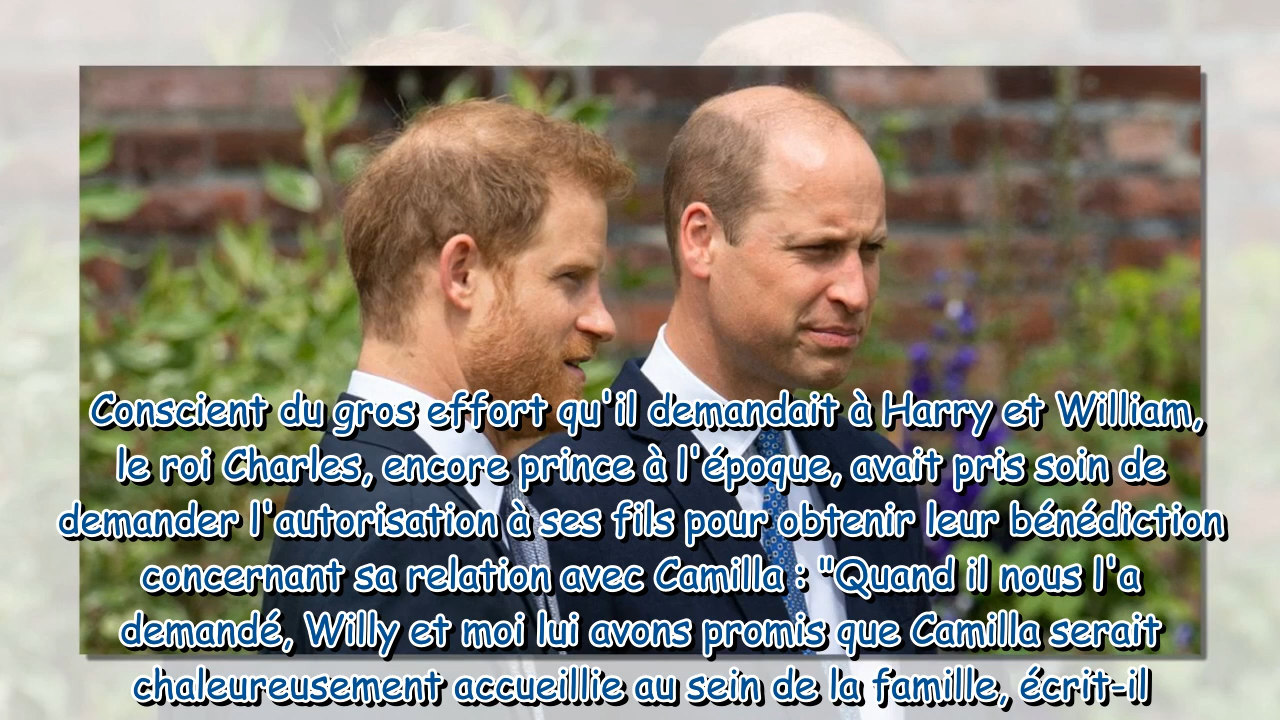 Conscient du gros effort qu'il demandait à Harry et William,
le roi Charles, encore prince à l'époque, avait pris soin de
demander l'autorisation à ses fils pour obtenir leur bénédiction
concernant sa relation avec Camilla : "Quand il nous l'a
demandé, Willy et moi lui avons promis que Camilla serait
chaleureusement accueillie au sein de la famille, écrit-il